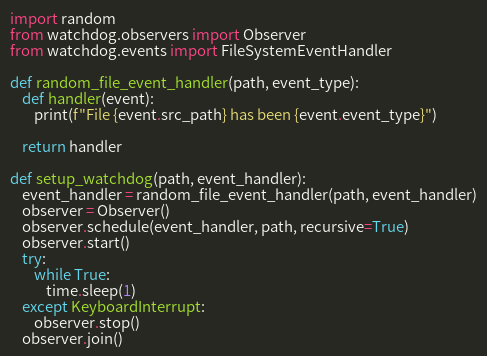 import random
from watchdog.observers import Observer
from watchdog.events import FileSystemEventHandler

def random_file_event_handler(path, event_type):
    def handler(event):
        print(f"File {event.src_path} has been {event.event_type}")

    return handler

def setup_watchdog(path, event_handler):
    event_handler = random_file_event_handler(path, event_handler)
    observer = Observer()
    observer.schedule(event_handler, path, recursive=True)
    observer.start()
    try:
        while True:
            time.sleep(1)
    except KeyboardInterrupt:
        observer.stop()
    observer.join()